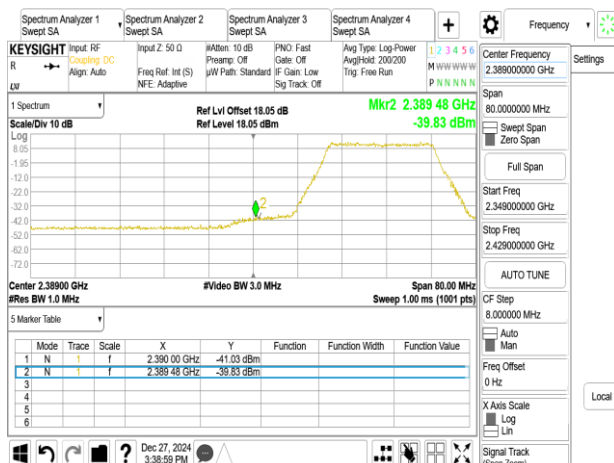 Spectrum Analyzer 1
Swept SA
Spectrum Analyzer 2
Swept SA
Spectrum Analyzer 3
Swept SA
Spectrum Analyzer 4
Swept SA
+
Frequency
KEYSIGHT
R
LXI
Input: RF
Coupling: DC
Align: Auto
Input Z: 50 Ω
Freq Ref: Int (S)
NFE: Adaptive
#Atten: 10 dB
Preamp: Off
µW Path: Standard
PNO: Fast
Gate: Off
IF Gain: Low
Sig Track: Off
Avg Type: Log-Power
Avg|Hold: 200/200
Trig: Free Run
1 2 3 4 5 6
M W W W W W
P N N N N N
1 Spectrum
Scale/Div 10 dB
Ref Lvl Offset 18.05 dB
Ref Level 18.05 dBm
Mkr2 2.389 48 GHz
-39.83 dBm
Log
8.05
-1.95
-12.0
-22.0
-32.0
-42.0
-52.0
-62.0
-72.0
2
Center 2.38900 GHz
#Res BW 1.0 MHz
#Video BW 3.0 MHz
Span 80.00 MHz
Sweep 1.00 ms (1001 pts)
5 Marker Table
Mode Trace Scale X Y Function Function Width Function Value
1 N 1 f 2.390 00 GHz -41.03 dBm
2 N 1 f 2.389 48 GHz -39.83 dBm
3
4
5
6
Dec 27, 2024
3:38:59 PM
Center Frequency
2.389000000 GHz
Span
80.0000000 MHz
Swept Span
Zero Span
Full Span
Start Freq
2.349000000 GHz
Stop Freq
2.429000000 GHz
AUTO TUNE
CF Step
8.000000 MHz
Auto
Man
Freq Offset
0 Hz
X Axis Scale
Log
Lin
Signal Track
(Span Zoom)
Settings
Local